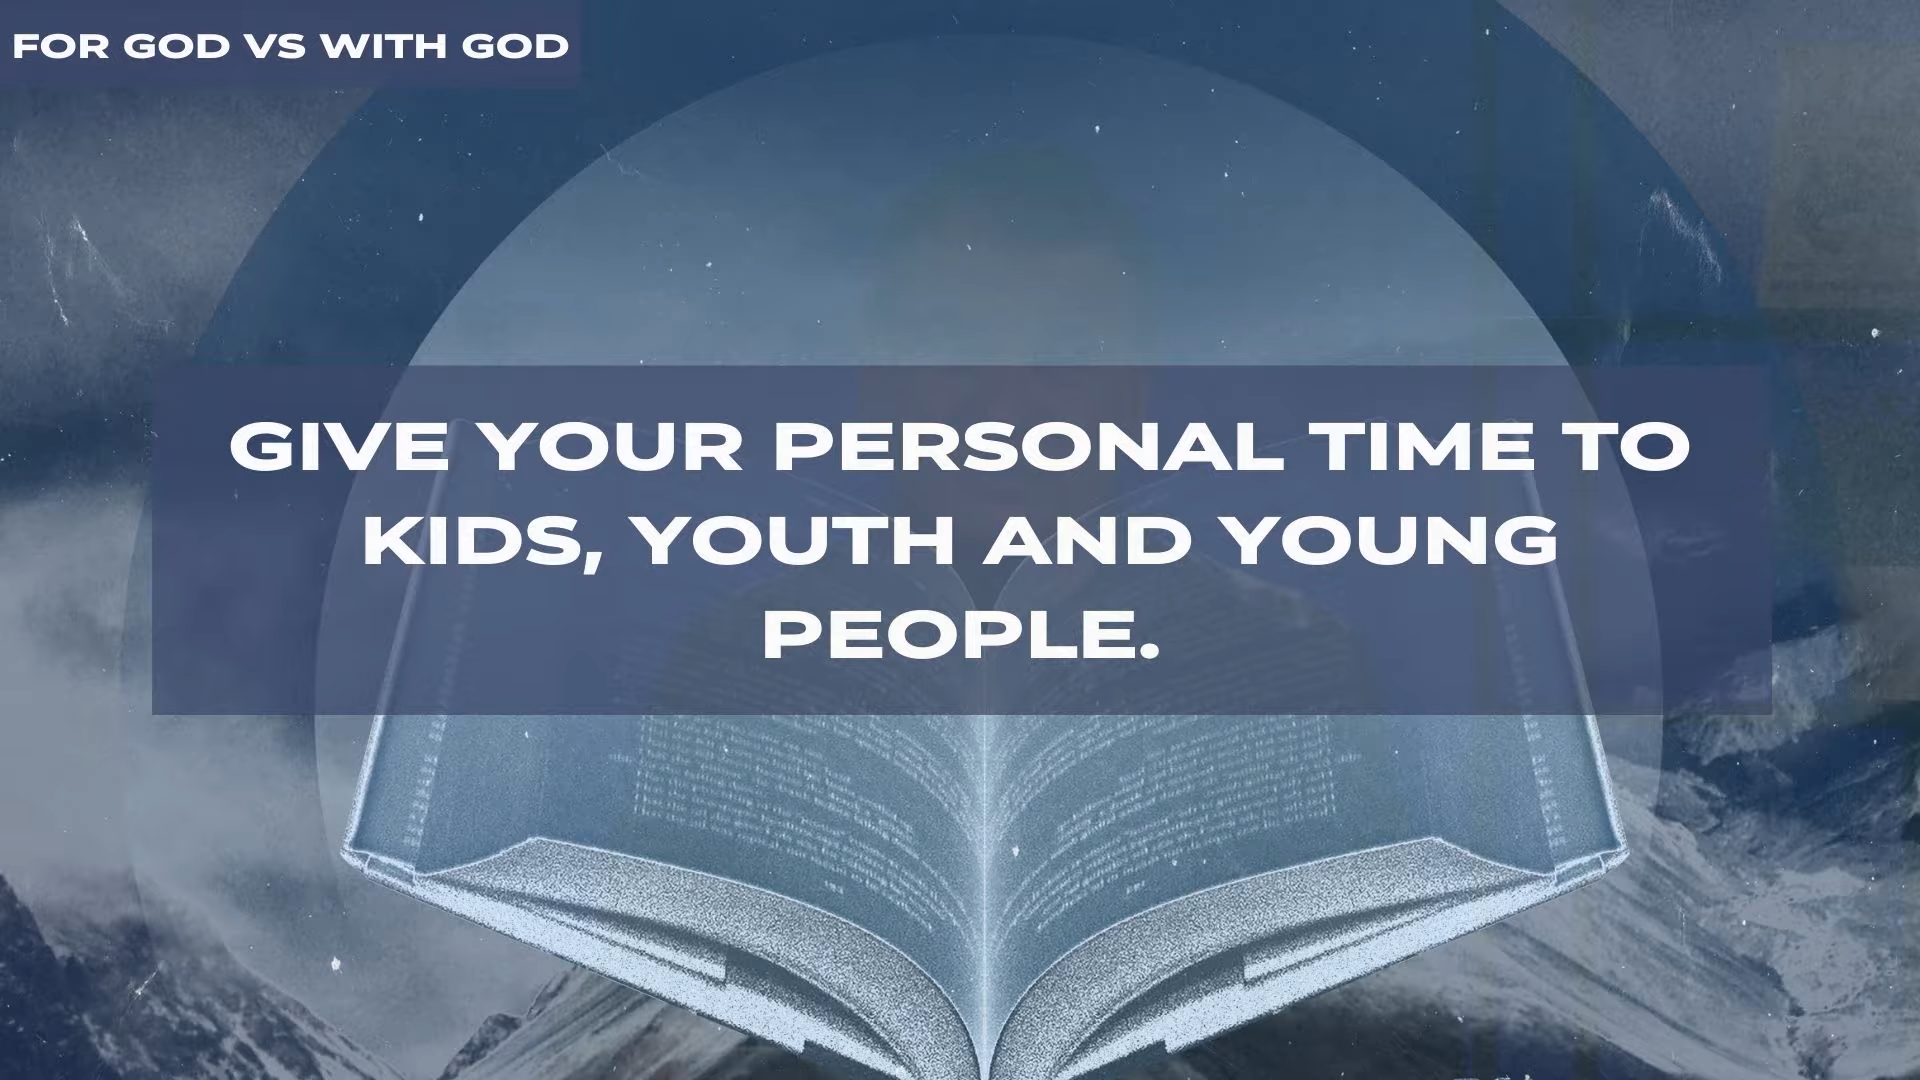 FOR GOD VS WITH GOD
GIVE YOUR PERSONAL TIME TO
KIDS, YOUTH AND YOUNG
PEOPLE.